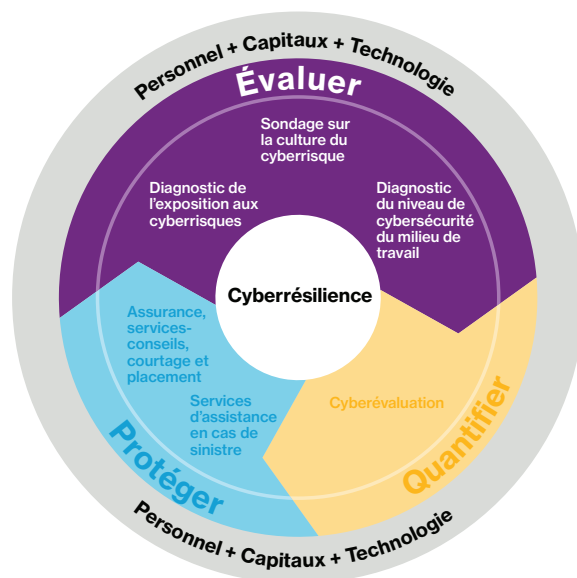 Personnel + Capitaux + Technologie
Évaluer
Sondage sur
la culture du
cyberrisque
Diagnostic de
l'exposition aux
cyberrisques
Diagnostic
du niveau de
cybersécurité
du milieu de
travail
Cyberrésilience
Assurance,
services-
conseils,
courtage et
placement
Services
d'assistance
en cas de
sinistre
Protéger
Cyberévaluation
Quantifier
Personnel + Capitaux + Technologie